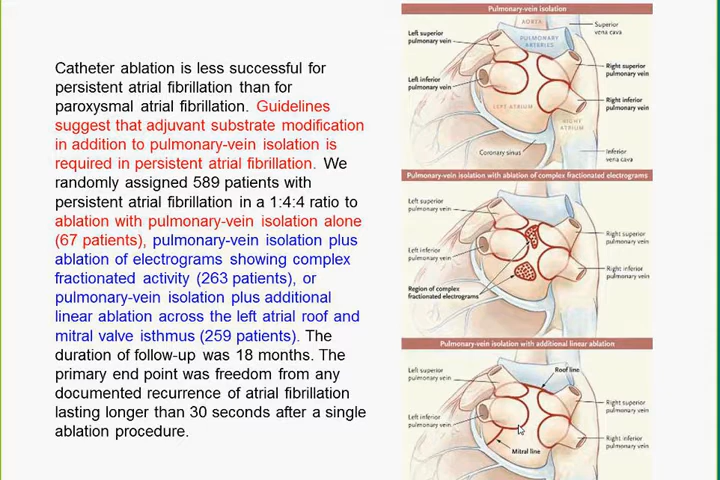 Catheter ablation is less successful for
persistent atrial fibrillation than for
paroxysmal atrial fibrillation. Guidelines
suggest that adjuvant substrate modification
in addition to pulmonary-vein isolation is
required in persistent atrial fibrillation. We
randomly assigned 589 patients with
persistent atrial fibrillation in a 1:4:4 ratio to
ablation with pulmonary-vein isolation alone
(67 patients), pulmonary-vein isolation plus
ablation of electrograms showing complex
fractionated activity (263 patients), or
pulmonary-vein isolation plus additional
linear ablation across the left atrial roof and
mitral valve isthmus (259 patients). The
duration of follow-up was 18 months. The
primary end point was freedom from any
documented recurrence of atrial fibrillation
lasting longer than 30 seconds after a single
ablation procedure.
Pulmonary-vein isolation
AORTA
Superior
vena cava
Left superior
pulmonary vein
PULMONARY
ARTERIES
Right superior
pulmonary vein
Left inferior
pulmonary vein
LEFT ATRIUM
Right inferior
pulmonary vein
RIGHT
ATRIUM
Coronary sinus
Inferior
vena cava
Pulmonary-vein isolation with ablation of complex fractionated electrograms
Left superior
pulmonary vein
Right superior
pulmonary vein
Left inferior
pulmonary vein
Right inferior
pulmonary vein
Region of complex
fractionated electrograms
Pulmonary-vein isolation with additional linear ablation
Roof line
Left superior
pulmonary vein
Right superior
pulmonary vein
Left inferior
pulmonary vein
Right inferior
pulmonary vein
Mitral line